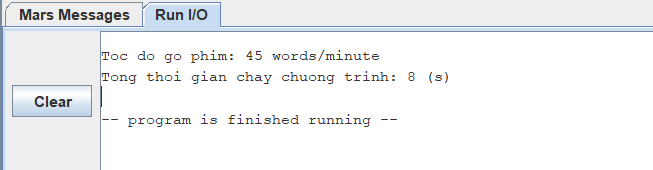 Mars Messages Run I/O
Toc do go phim: 45 words/minute
Tong thoi gian chay chuong trinh: 8 (s)
Clear
-- program is finished running --